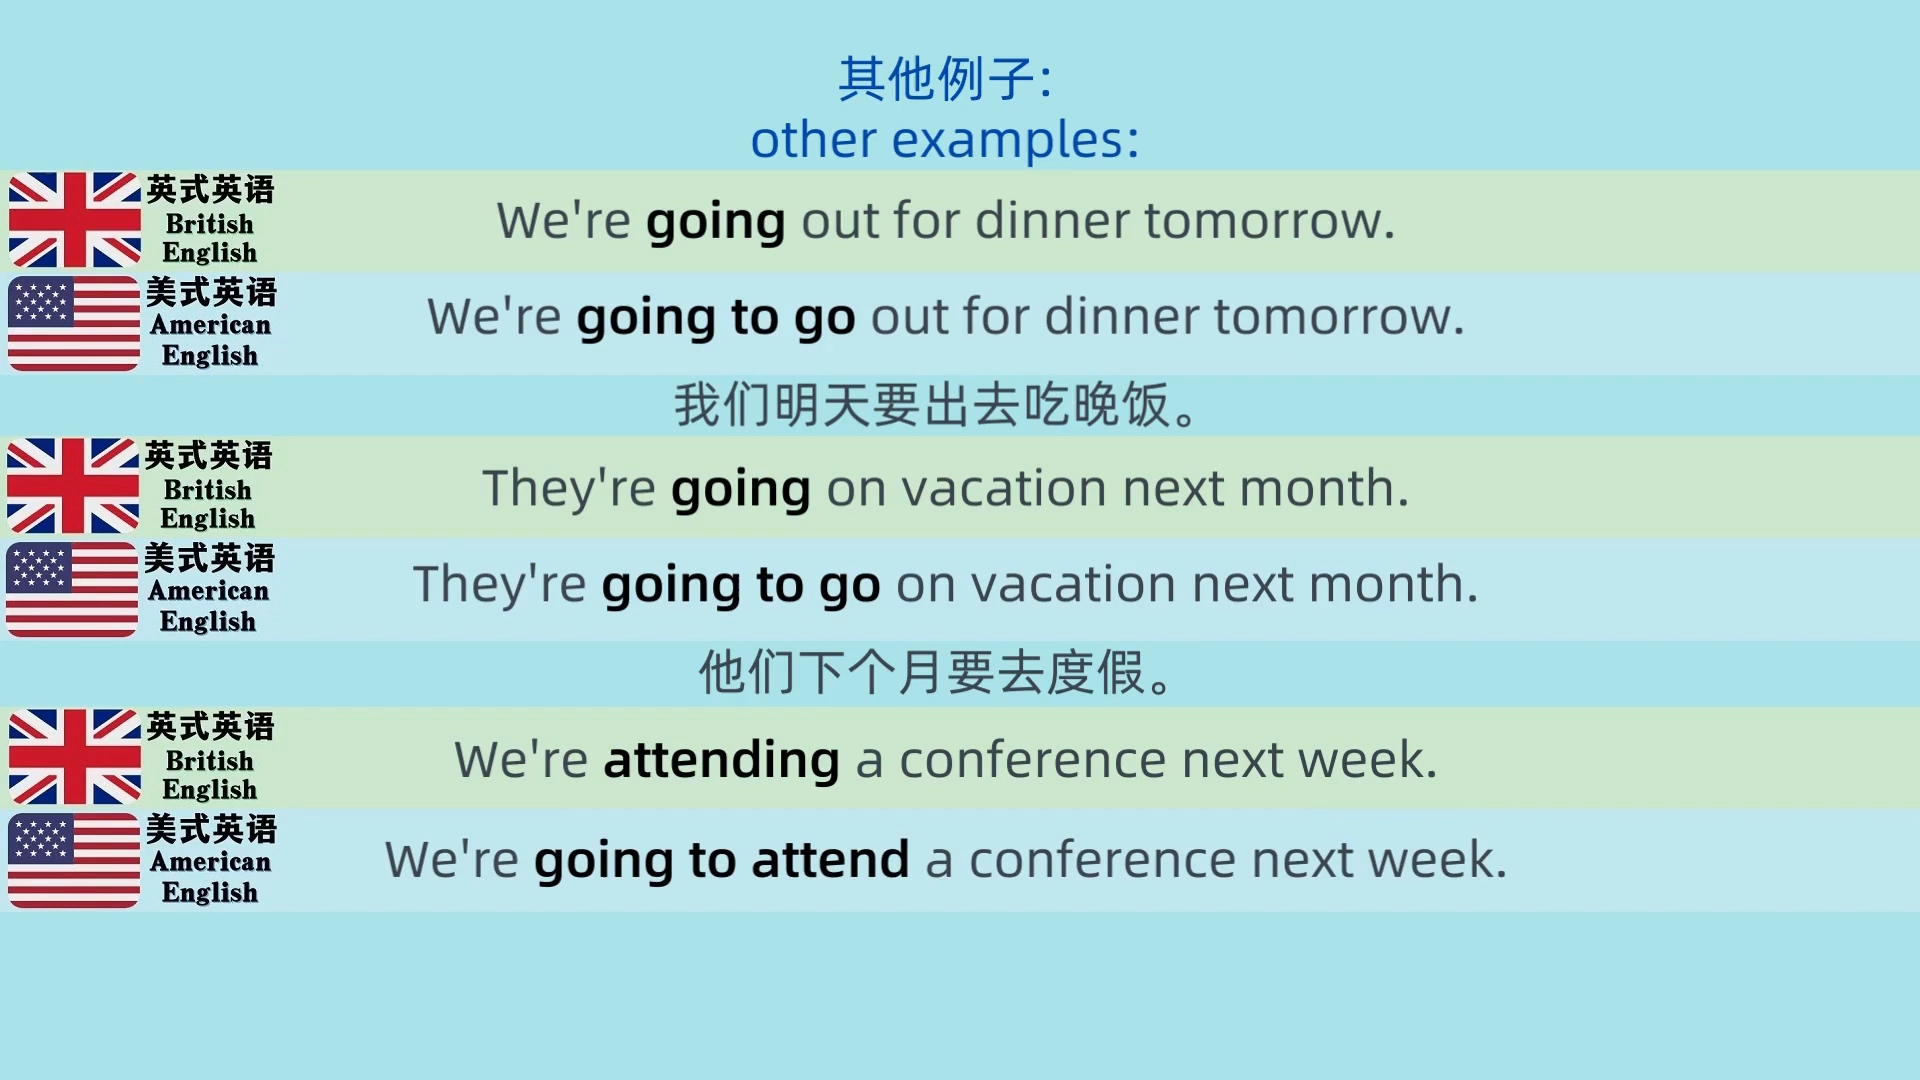 其他例子:
other examples:
英式英语
British
English
We're going out for dinner tomorrow.
美式英语
American
English
We're going to go out for dinner tomorrow.
我们明天要出去吃晚饭。
英式英语
British
English
They're going on vacation next month.
美式英语
American
English
They're going to go on vacation next month.
他们下个月要去度假。
英式英语
British
English
We're attending a conference next week.
美式英语
American
English
We're going to attend a conference next week.